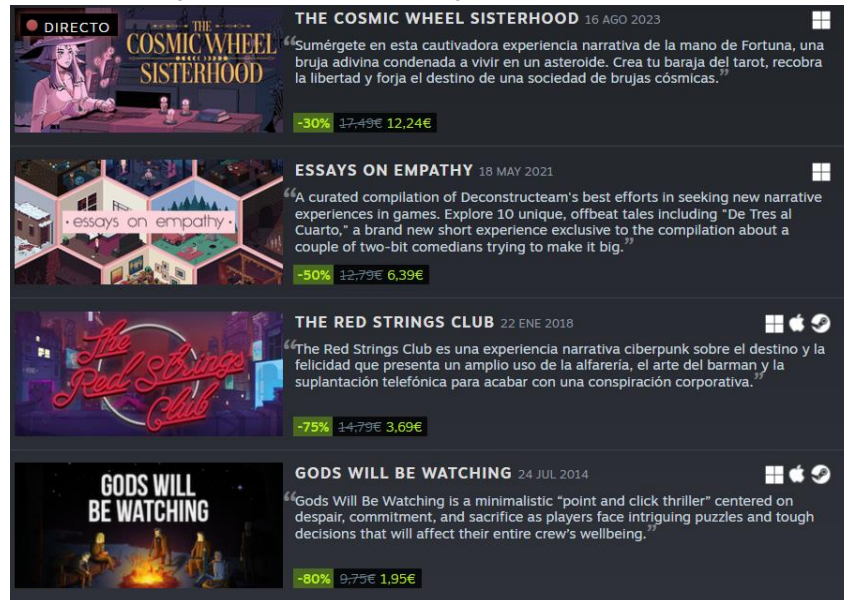 DIRECTO
THE
COSMIC WHEEL
SISTERHOOD
THE COSMIC WHEEL SISTERHOOD 16 AGO 2023
“Sumérgete en esta cautivadora experiencia narrativa de la mano de Fortuna, una
bruja adivina condenada a vivir en un asteroide. Crea tu baraja del tarot, recobra
la libertad y forja el destino de una sociedad de brujas cósmicas.”
-30% 17,49€ 12,24€
· essays on empathy ·
ESSAYS ON EMPATHY 18 MAY 2021
“A curated compilation of Deconstructeam's best efforts in seeking new narrative
experiences in games. Explore 10 unique, offbeat tales including "De Tres al
Cuarto," a brand new short experience exclusive to the compilation about a
couple of two-bit comedians trying to make it big.”
-50% 12,79€ 6,39€
The
Red Strings
Club
THE RED STRINGS CLUB 22 ENE 2018
“The Red Strings Club es una experiencia narrativa ciberpunk sobre el destino y la
felicidad que presenta un amplio uso de la alfarería, el arte del barman y la
suplantación telefónica para acabar con una conspiración corporativa.”
-75% 14,79€ 3,69€
GODS WILL
BE WATCHING
GODS WILL BE WATCHING 24 JUL 2014
“Gods Will Be Watching is a minimalistic “point and click thriller” centered on
despair, commitment, and sacrifice as players face intriguing puzzles and tough
decisions that will affect their entire crew's wellbeing.”
-80% 9,75€ 1,95€